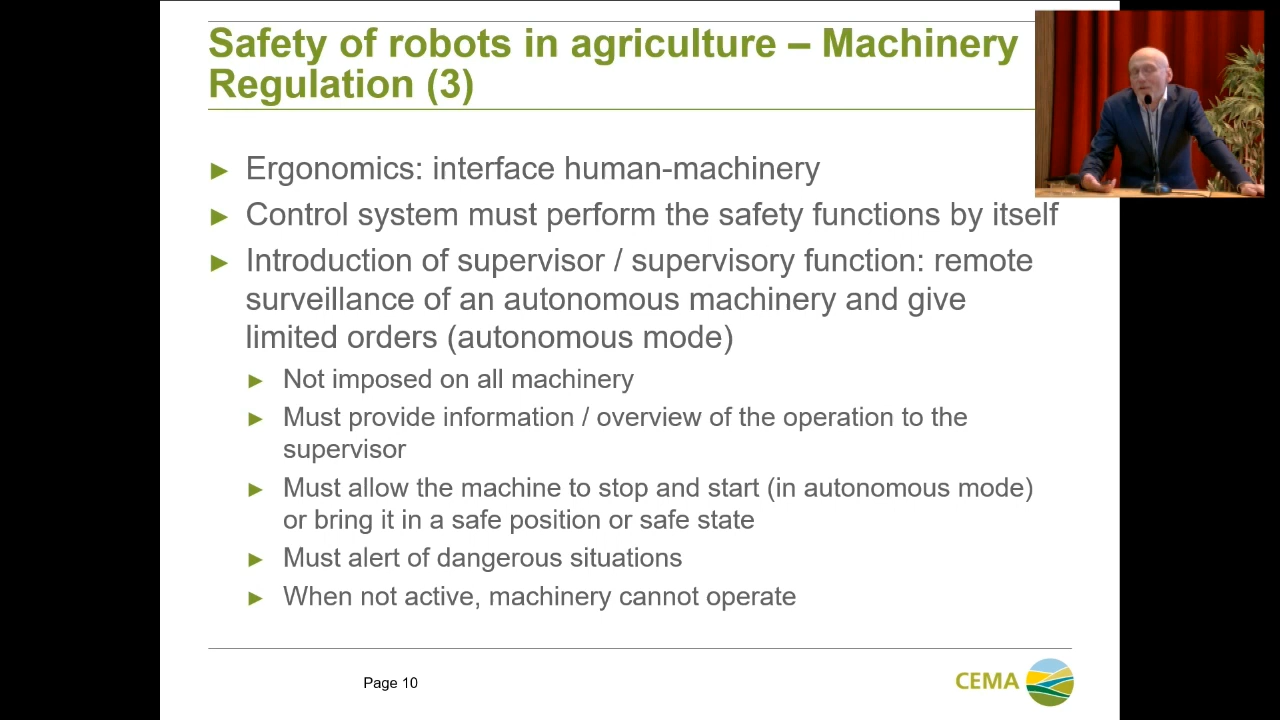 Safety of robots in agriculture – Machinery
Regulation (3)
► Ergonomics: interface human-machinery
► Control system must perform the safety functions by itself
► Introduction of supervisor / supervisory function: remote
surveillance of an autonomous machinery and give
limited orders (autonomous mode)
► Not imposed on all machinery
► Must provide information / overview of the operation to the
supervisor
► Must allow the machine to stop and start (in autonomous mode)
or bring it in a safe position or safe state
► Must alert of dangerous situations
► When not active, machinery cannot operate
Page 10
CEMA